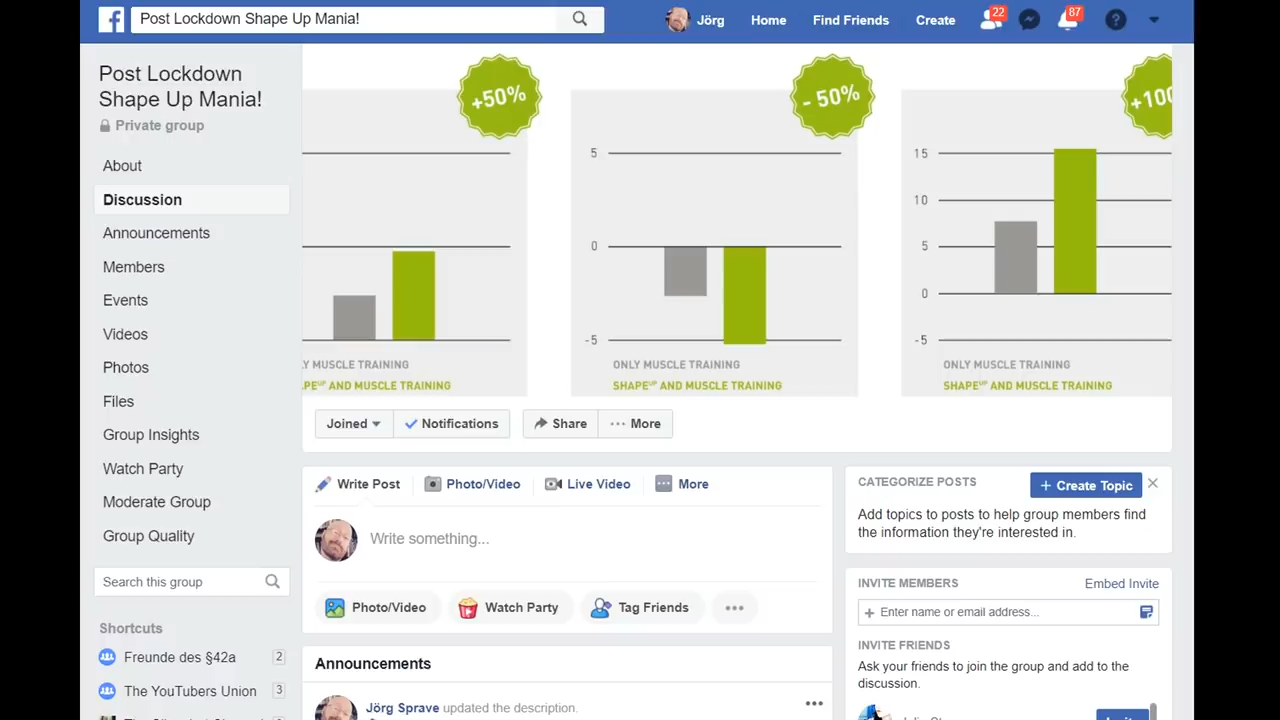 Post Lockdown Shape Up Mania!
Jörg
Home
Find Friends
Create
22
87
Post Lockdown
Shape Up Mania!
Private group
About
Discussion
Announcements
Members
Events
Videos
Photos
Files
Group Insights
Watch Party
Moderate Group
Group Quality
Search this group
Shortcuts
Freunde des §42a 2
The YouTubers Union 3
+50%
- 50%
5
0
-5
15
10
5
0
-5
MUSCLE TRAINING
AND MUSCLE TRAINING
ONLY MUSCLE TRAINING
SHAPEUP AND MUSCLE TRAINING
ONLY MUSCLE TRAINING
SHAPEUP AND MUSCLE TRAINING
Joined
Notifications
Share
More
Write Post
Photo/Video
Live Video
More
Write something...
Photo/Video
Watch Party
Tag Friends
Announcements
Jörg Sprave updated the description.
CATEGORIZE POSTS
+ Create Topic
Add topics to posts to help group members find
the information they're interested in.
INVITE MEMBERS
Embed Invite
+ Enter name or email address...
INVITE FRIENDS
Ask your friends to join the group and add to the
discussion.